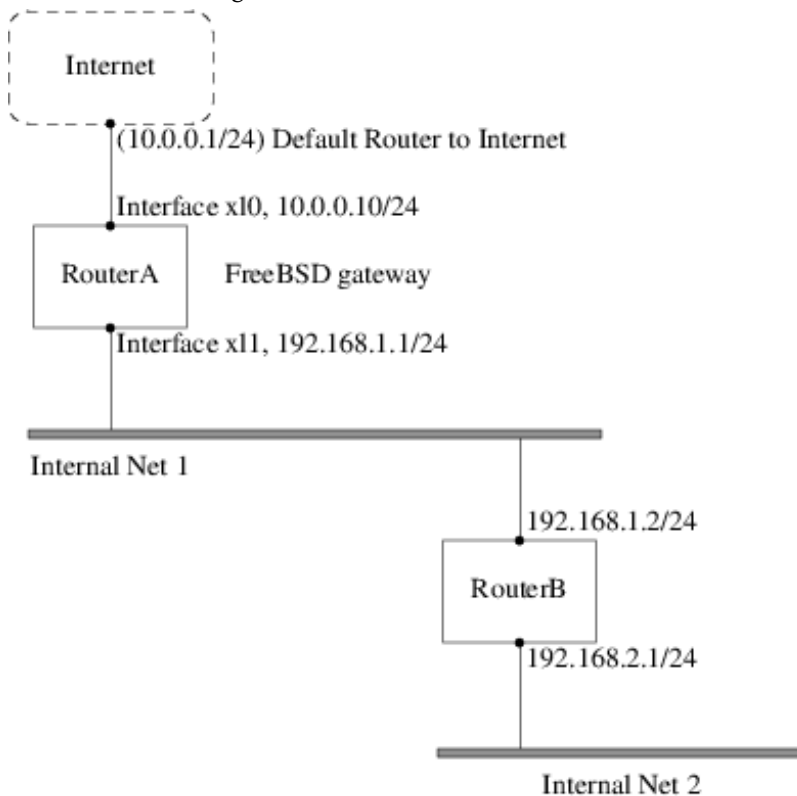 Internet
(10.0.0.1/24) Default Router to Internet
Interface xl0, 10.0.0.10/24
RouterA
FreeBSD gateway
Interface xl1, 192.168.1.1/24
Internal Net 1
192.168.1.2/24
RouterB
192.168.2.1/24
Internal Net 2